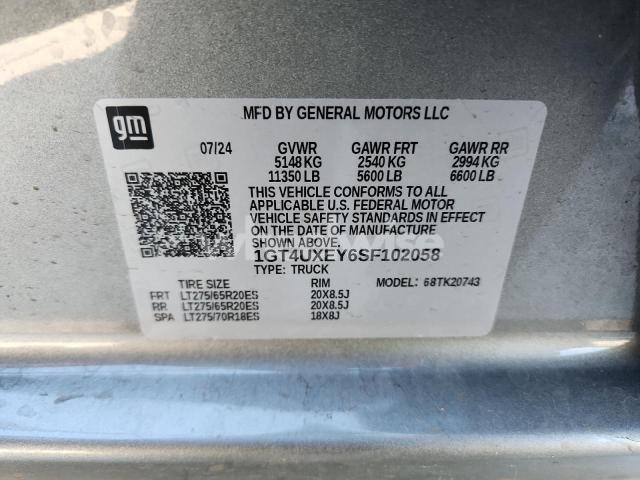 gm
MFD BY GENERAL MOTORS LLC
07/24 GVWR GAWR FRT GAWR RR
5148 KG 2540 KG 2994 KG
11350 LB 5600 LB 6600 LB
THIS VEHICLE CONFORMS TO ALL
APPLICABLE U.S. FEDERAL MOTOR
VEHICLE SAFETY STANDARDS IN EFFECT
ON THE DATE OF MANUFACTURE
SHOWN ABOVE.
1GT4UXEY6SF102058
TYPE: TRUCK
TIRE SIZE RIM MODEL: 68TK20743
FRT LT275/65R20ES 20X8.5J
RR LT275/65R20ES 20X8.5J
SPA LT275/70R18ES 18X8J